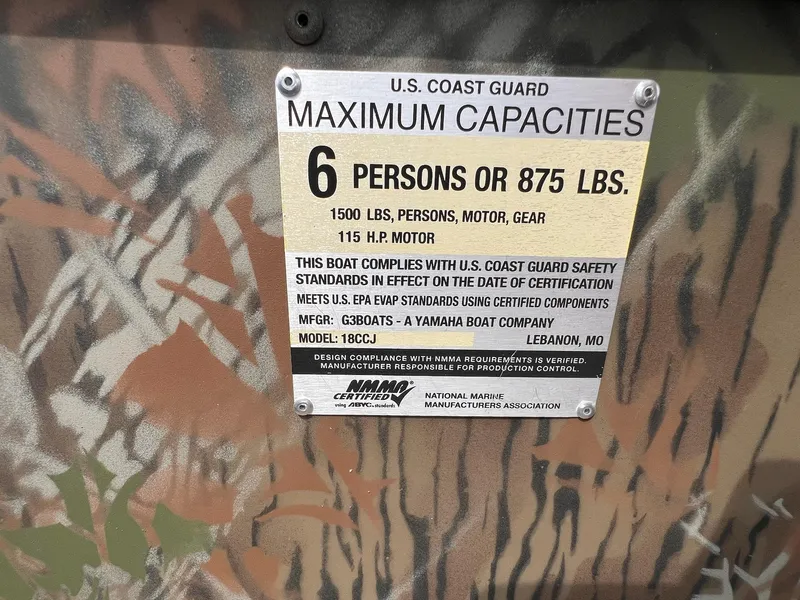 U.S. COAST GUARD
MAXIMUM CAPACITIES
6 PERSONS OR 875 LBS.
1500 LBS, PERSONS, MOTOR, GEAR
115 H.P. MOTOR
THIS BOAT COMPLIES WITH U.S. COAST GUARD SAFETY
STANDARDS IN EFFECT ON THE DATE OF CERTIFICATION
MEETS U.S. EPA EVAP STANDARDS USING CERTIFIED COMPONENTS
MFGR: G3BOATS - A YAMAHA BOAT COMPANY
MODEL: 18CCJ LEBANON, MO
DESIGN COMPLIANCE WITH NMMA REQUIREMENTS IS VERIFIED.
MANUFACTURER RESPONSIBLE FOR PRODUCTION CONTROL.
NMMA®
CERTIFIED
using ABYC standards
NATIONAL MARINE
MANUFACTURERS ASSOCIATION